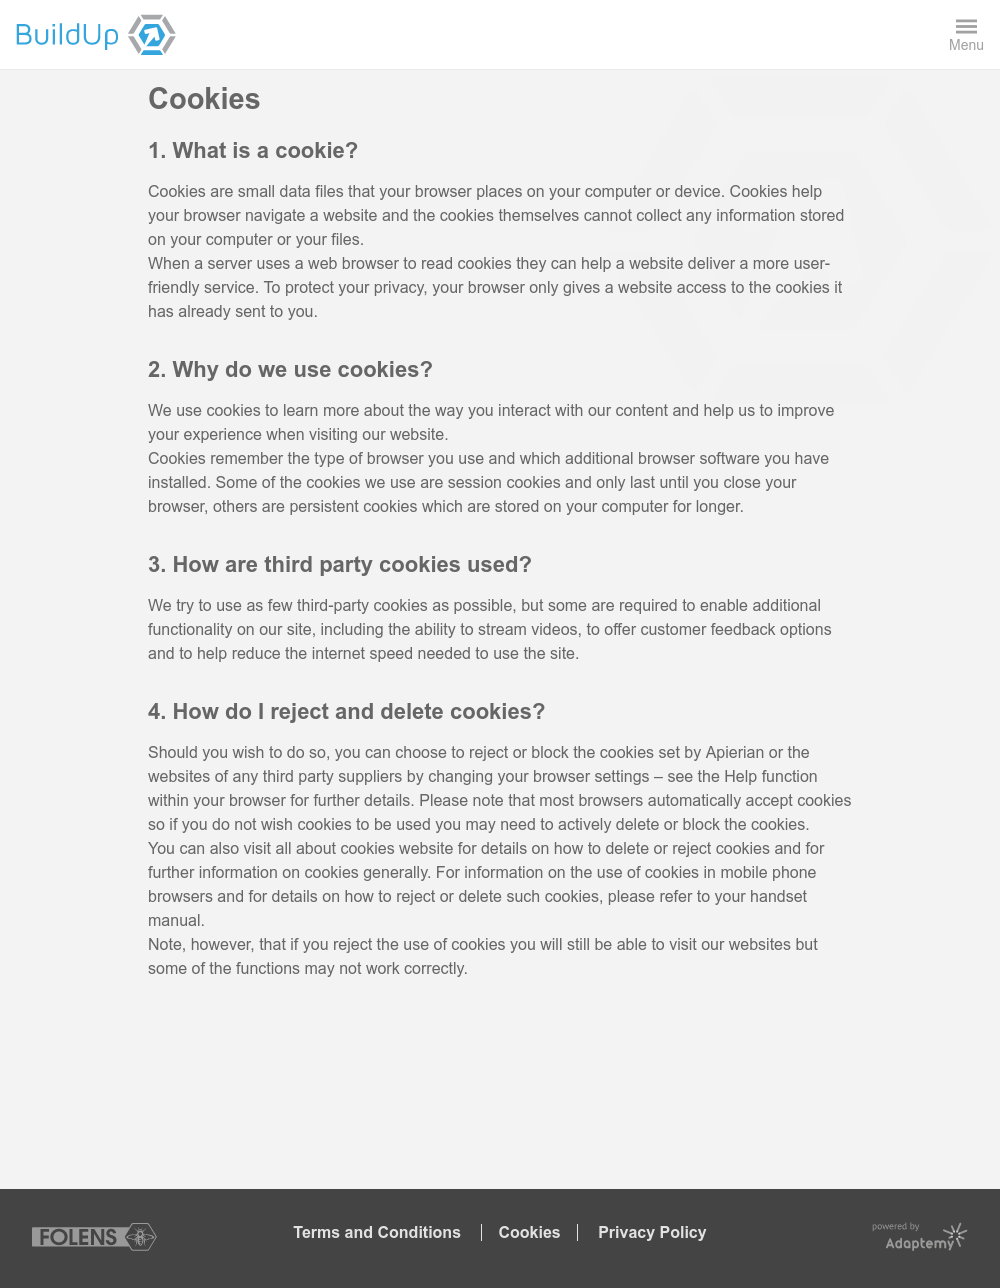 BuildUp
Menu
Cookies
1. What is a cookie?
Cookies are small data files that your browser places on your computer or device. Cookies help
your browser navigate a website and the cookies themselves cannot collect any information stored
on your computer or your files.
When a server uses a web browser to read cookies they can help a website deliver a more user-
friendly service. To protect your privacy, your browser only gives a website access to the cookies it
has already sent to you.
2. Why do we use cookies?
We use cookies to learn more about the way you interact with our content and help us to improve
your experience when visiting our website.
Cookies remember the type of browser you use and which additional browser software you have
installed. Some of the cookies we use are session cookies and only last until you close your
browser, others are persistent cookies which are stored on your computer for longer.
3. How are third party cookies used?
We try to use as few third-party cookies as possible, but some are required to enable additional
functionality on our site, including the ability to stream videos, to offer customer feedback options
and to help reduce the internet speed needed to use the site.
4. How do I reject and delete cookies?
Should you wish to do so, you can choose to reject or block the cookies set by Apierian or the
websites of any third party suppliers by changing your browser settings – see the Help function
within your browser for further details. Please note that most browsers automatically accept cookies
so if you do not wish cookies to be used you may need to actively delete or block the cookies.
You can also visit all about cookies website for details on how to delete or reject cookies and for
further information on cookies generally. For information on the use of cookies in mobile phone
browsers and for details on how to reject or delete such cookies, please refer to your handset
manual.
Note, however, that if you reject the use of cookies you will still be able to visit our websites but
some of the functions may not work correctly.
FOLENS
Terms and Conditions | Cookies | Privacy Policy
powered by
Adaptemy